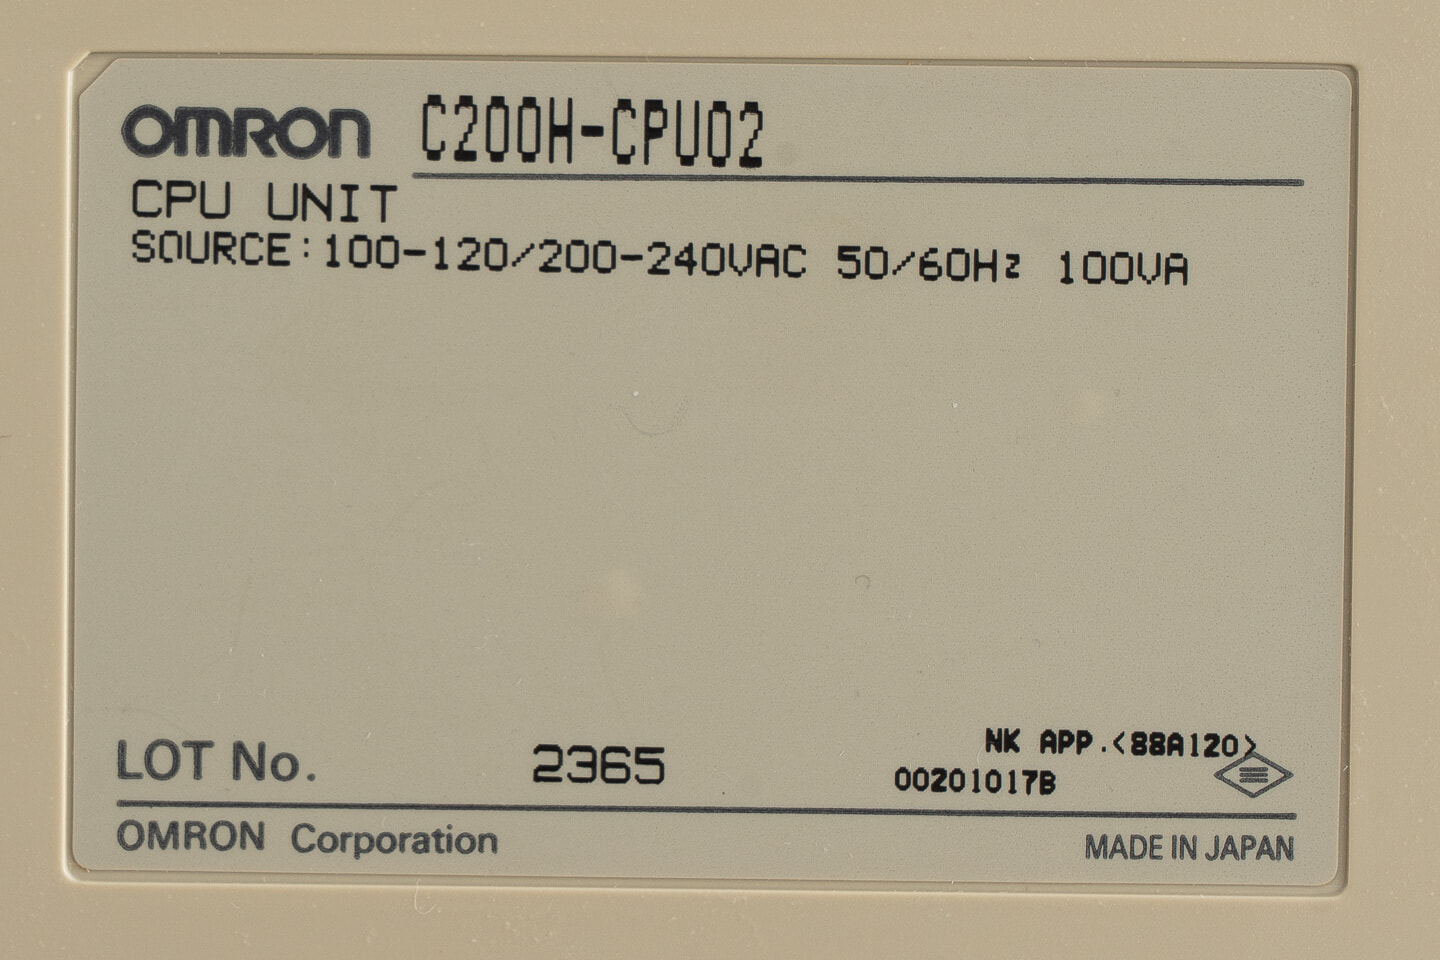 OMRON C200H-CPU02
CPU UNIT
SOURCE:100-120/200-240VAC 50/60Hz 100VA
NK APP.<88A120>
LOT No. 2365 00201017B
OMRON Corporation MADE IN JAPAN